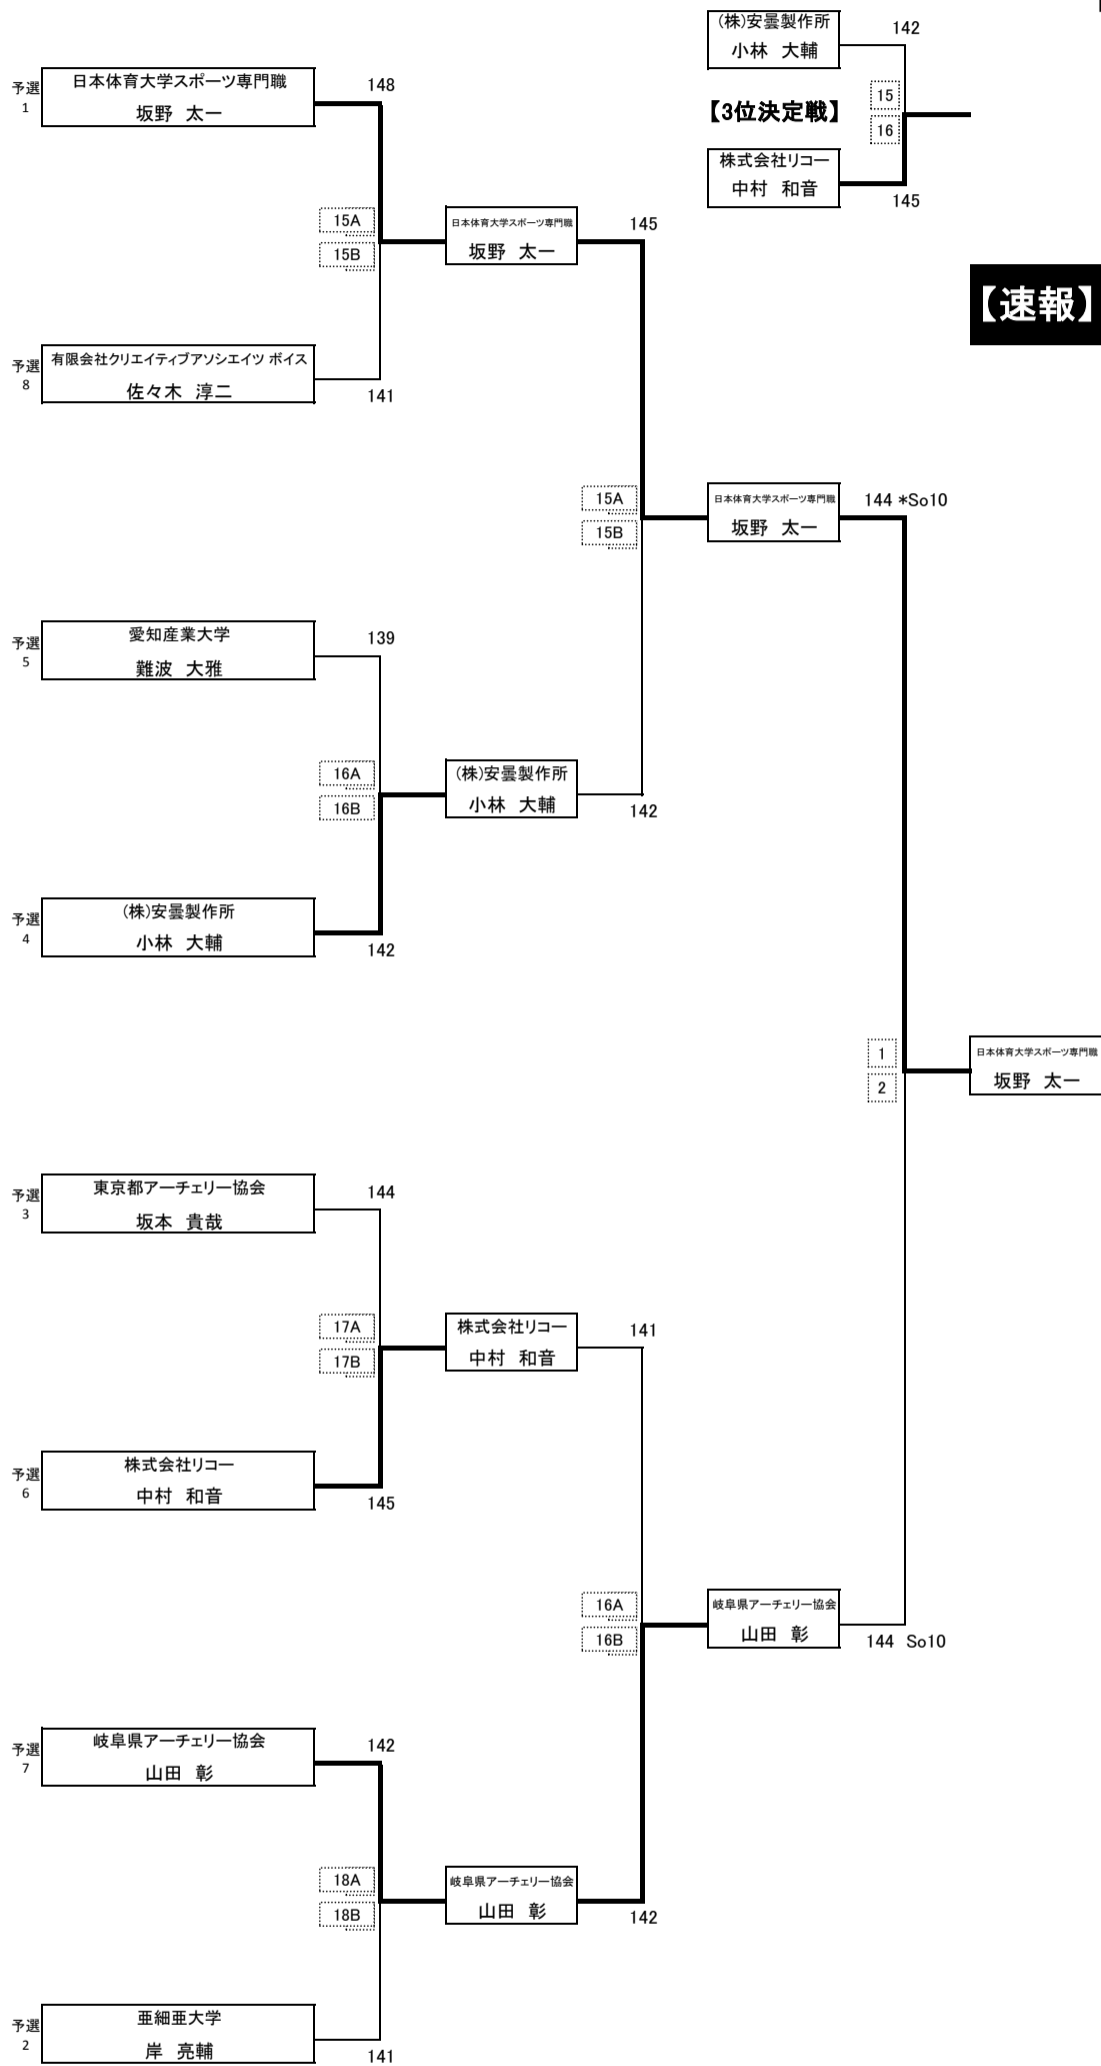 (株)安曇製作所
小林 大輔
142
【3位決定戦】
15
16
株式会社リコー
中村 和音
145
【速報】
予選
1
日本体育大学スポーツ専門職
坂野 太一
148
15A
15B
日本体育大学スポーツ専門職
坂野 太一
145
予選
8
有限会社クリエイティブアソシエイツ ボイス
佐々木 淳二
141
15A
15B
日本体育大学スポーツ専門職
坂野 太一
144 *So10
予選
5
愛知産業大学
難波 大雅
139
16A
16B
(株)安曇製作所
小林 大輔
142
予選
4
(株)安曇製作所
小林 大輔
142
1
2
日本体育大学スポーツ専門職
坂野 太一
予選
3
東京都アーチェリー協会
坂本 貴哉
144
17A
17B
株式会社リコー
中村 和音
141
予選
6
株式会社リコー
中村 和音
145
16A
16B
岐阜県アーチェリー協会
山田 彰
144 So10
予選
7
岐阜県アーチェリー協会
山田 彰
142
18A
18B
岐阜県アーチェリー協会
山田 彰
142
予選
2
亜細亜大学
岸 亮輔
141